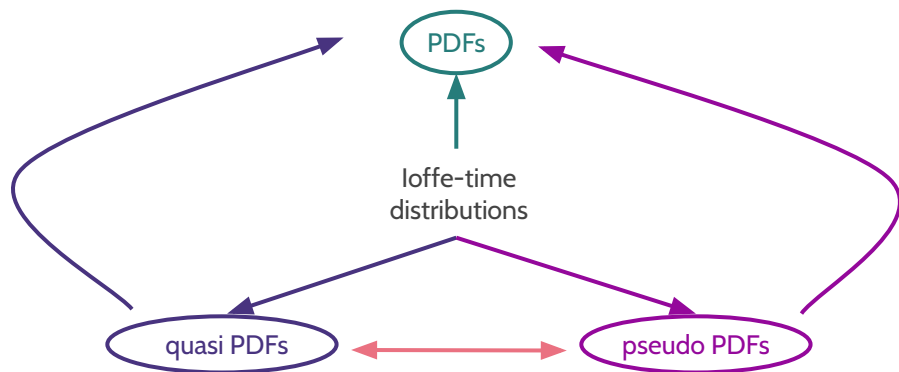 PDFs
Ioffe-time
distributions
quasi PDFs
pseudo PDFs